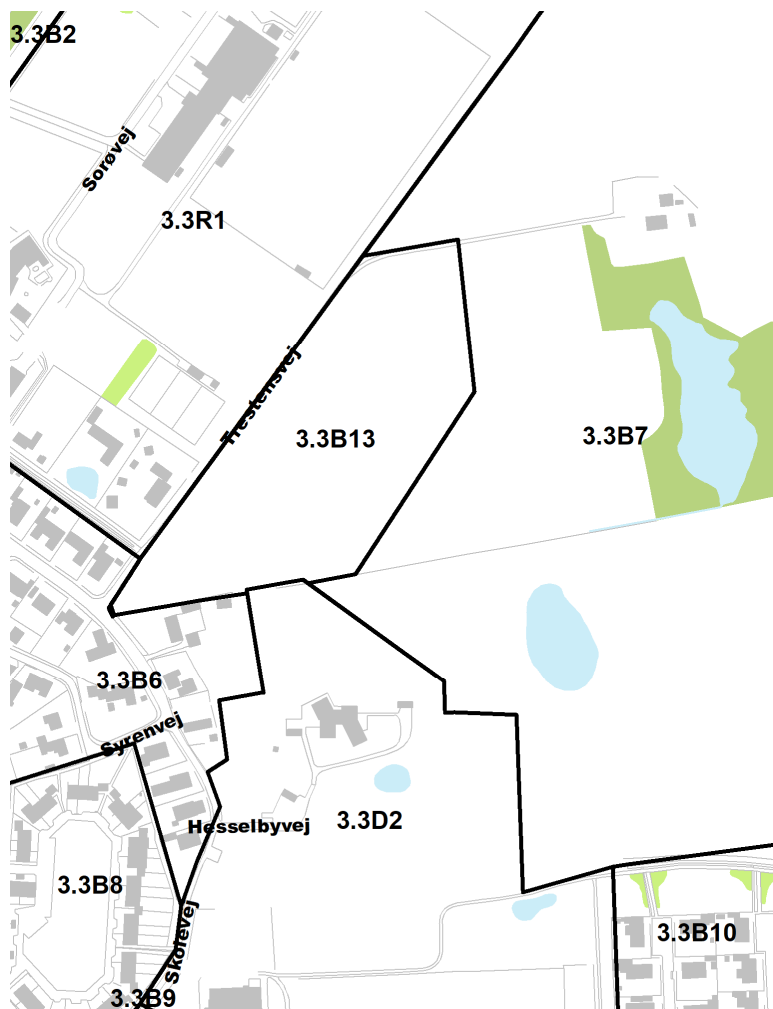 3.3B2
Sorøvej
3.3R1
Trestensvej
3.3B13
3.3B7
3.3B6
Syrenvej
Hesselbyvej
3.3D2
3.3B8
Skolevej
3.3B10
3.3B9